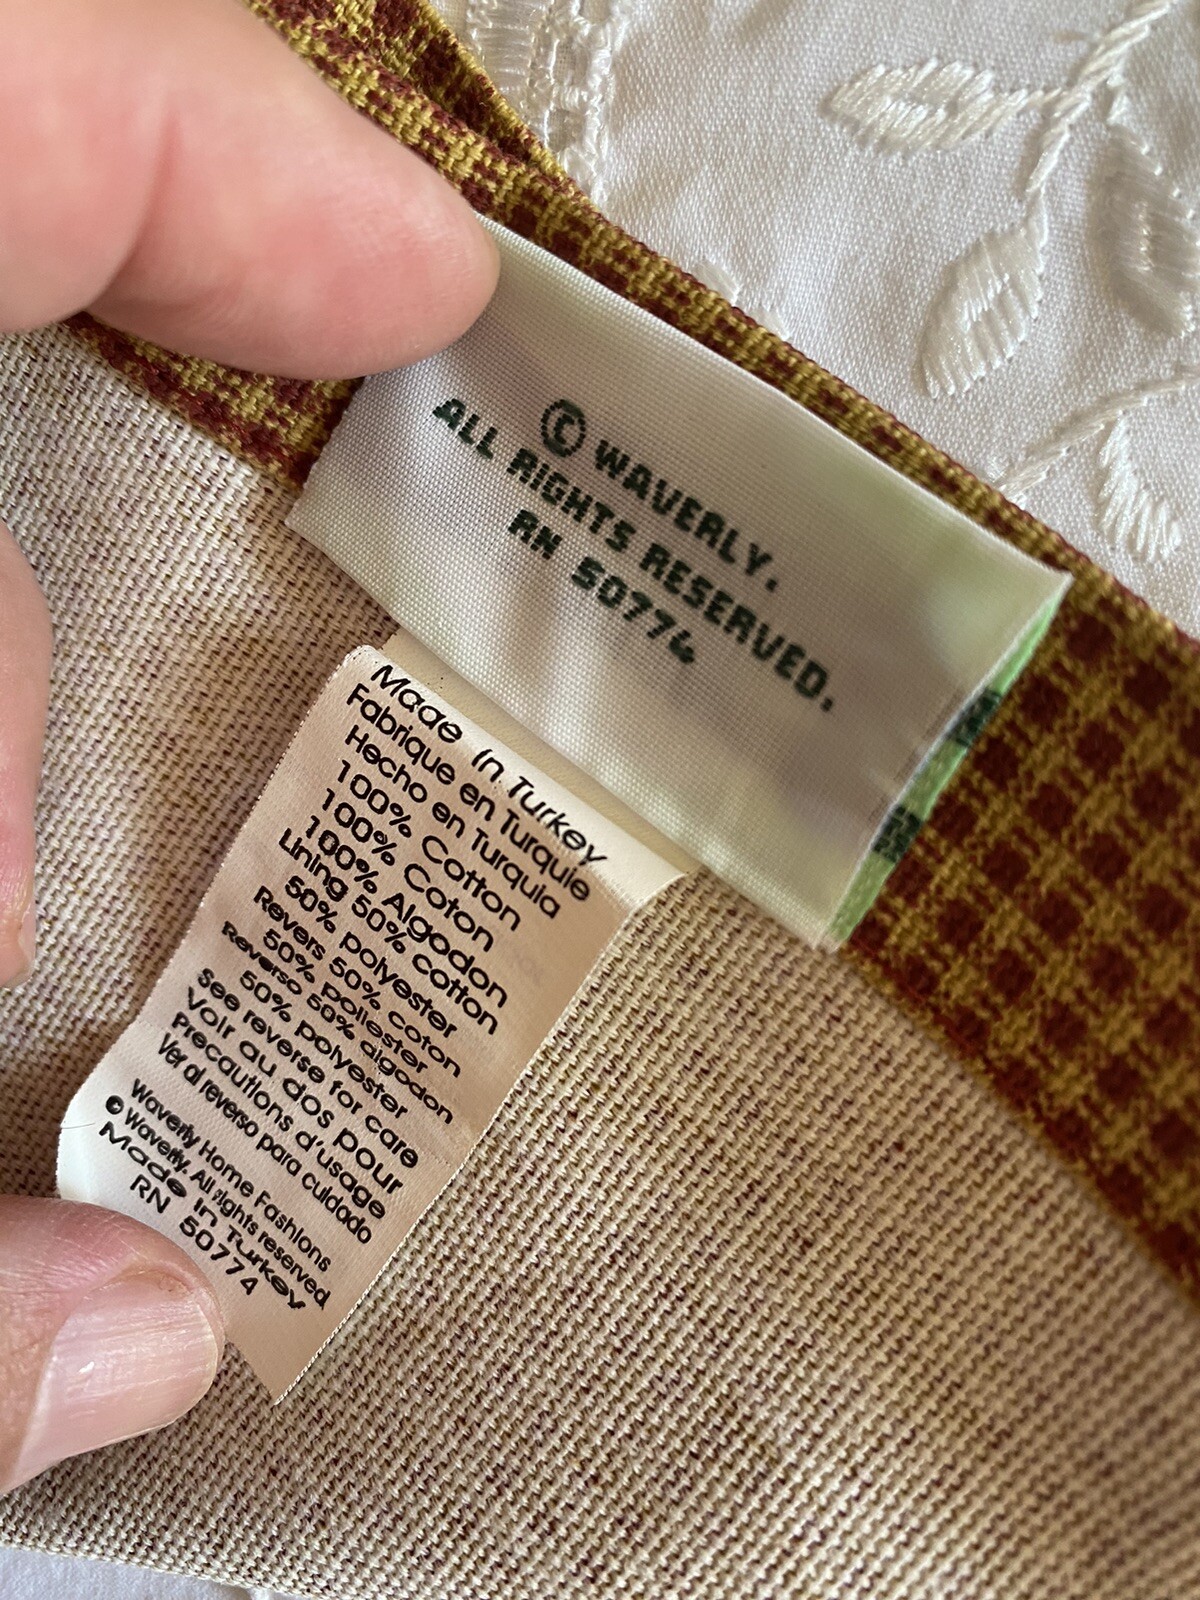 © WAVERLY.
ALL RIGHTS RESERVED.
RN 50774
Made in Turkey
Fabriqué en Turquie
Hecho en Turquia
100% Cotton
100% Coton
100% Algodon
Lining 50% cotton
50% polyester
Revers 50% coton
50% poliester
Reverso 50% algodon
50% polyester
See reverse for care
Voir au dos pour
Precautions d'usage
Ver al reverso para cuidado
Waverly Home Fashions
© Waverly. All rights reserved
Made in Turkey
RN 50774